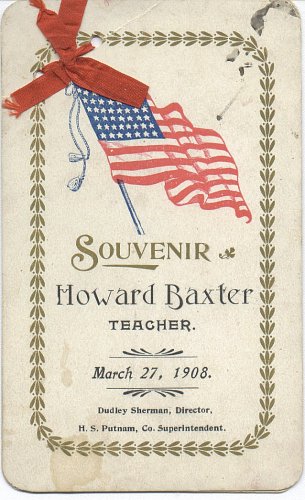 SOUVENIR
Howard Baxter
TEACHER.
March 27, 1908.
Dudley Sherman, Director,
H. S. Putnam, Co. Superintendent.